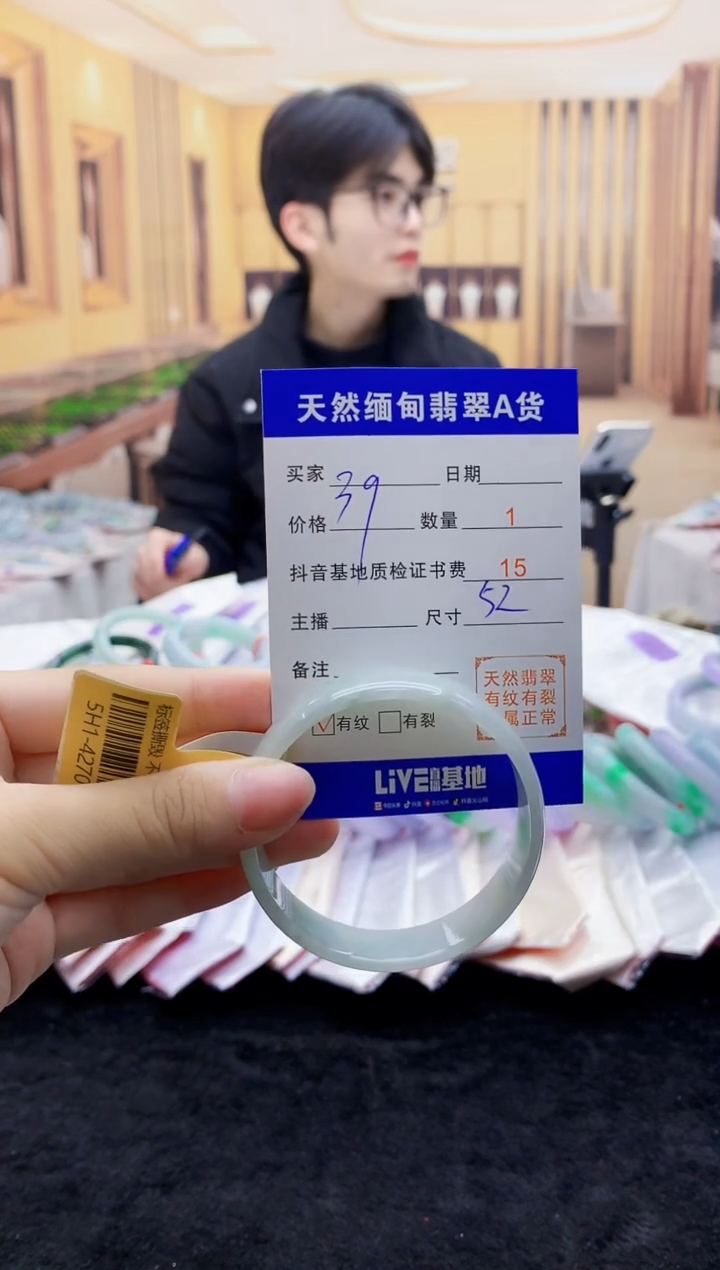 天然缅甸翡翠A货
买家 39 日期
价格 数量 1
抖音基地质检证书费 15
主播 尺寸 52
备注
天然翡翠
有纹有裂
属正常
☑有纹 □有裂
LiVE直播基地
5H1-4270